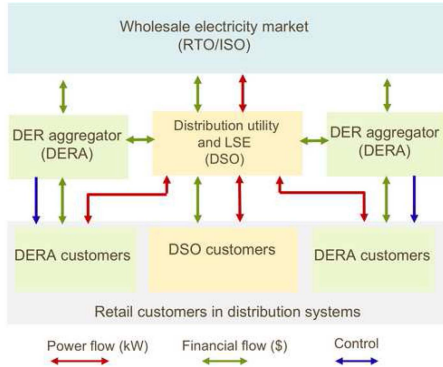 Wholesale electricity market
(RTO/ISO)
DER aggregator
(DERA)
Distribution utility
and LSE
(DSO)
DER aggregator
(DERA)
DERA customers
DSO customers
DERA customers
Retail customers in distribution systems
Power flow (kW)
Financial flow ($)
Control